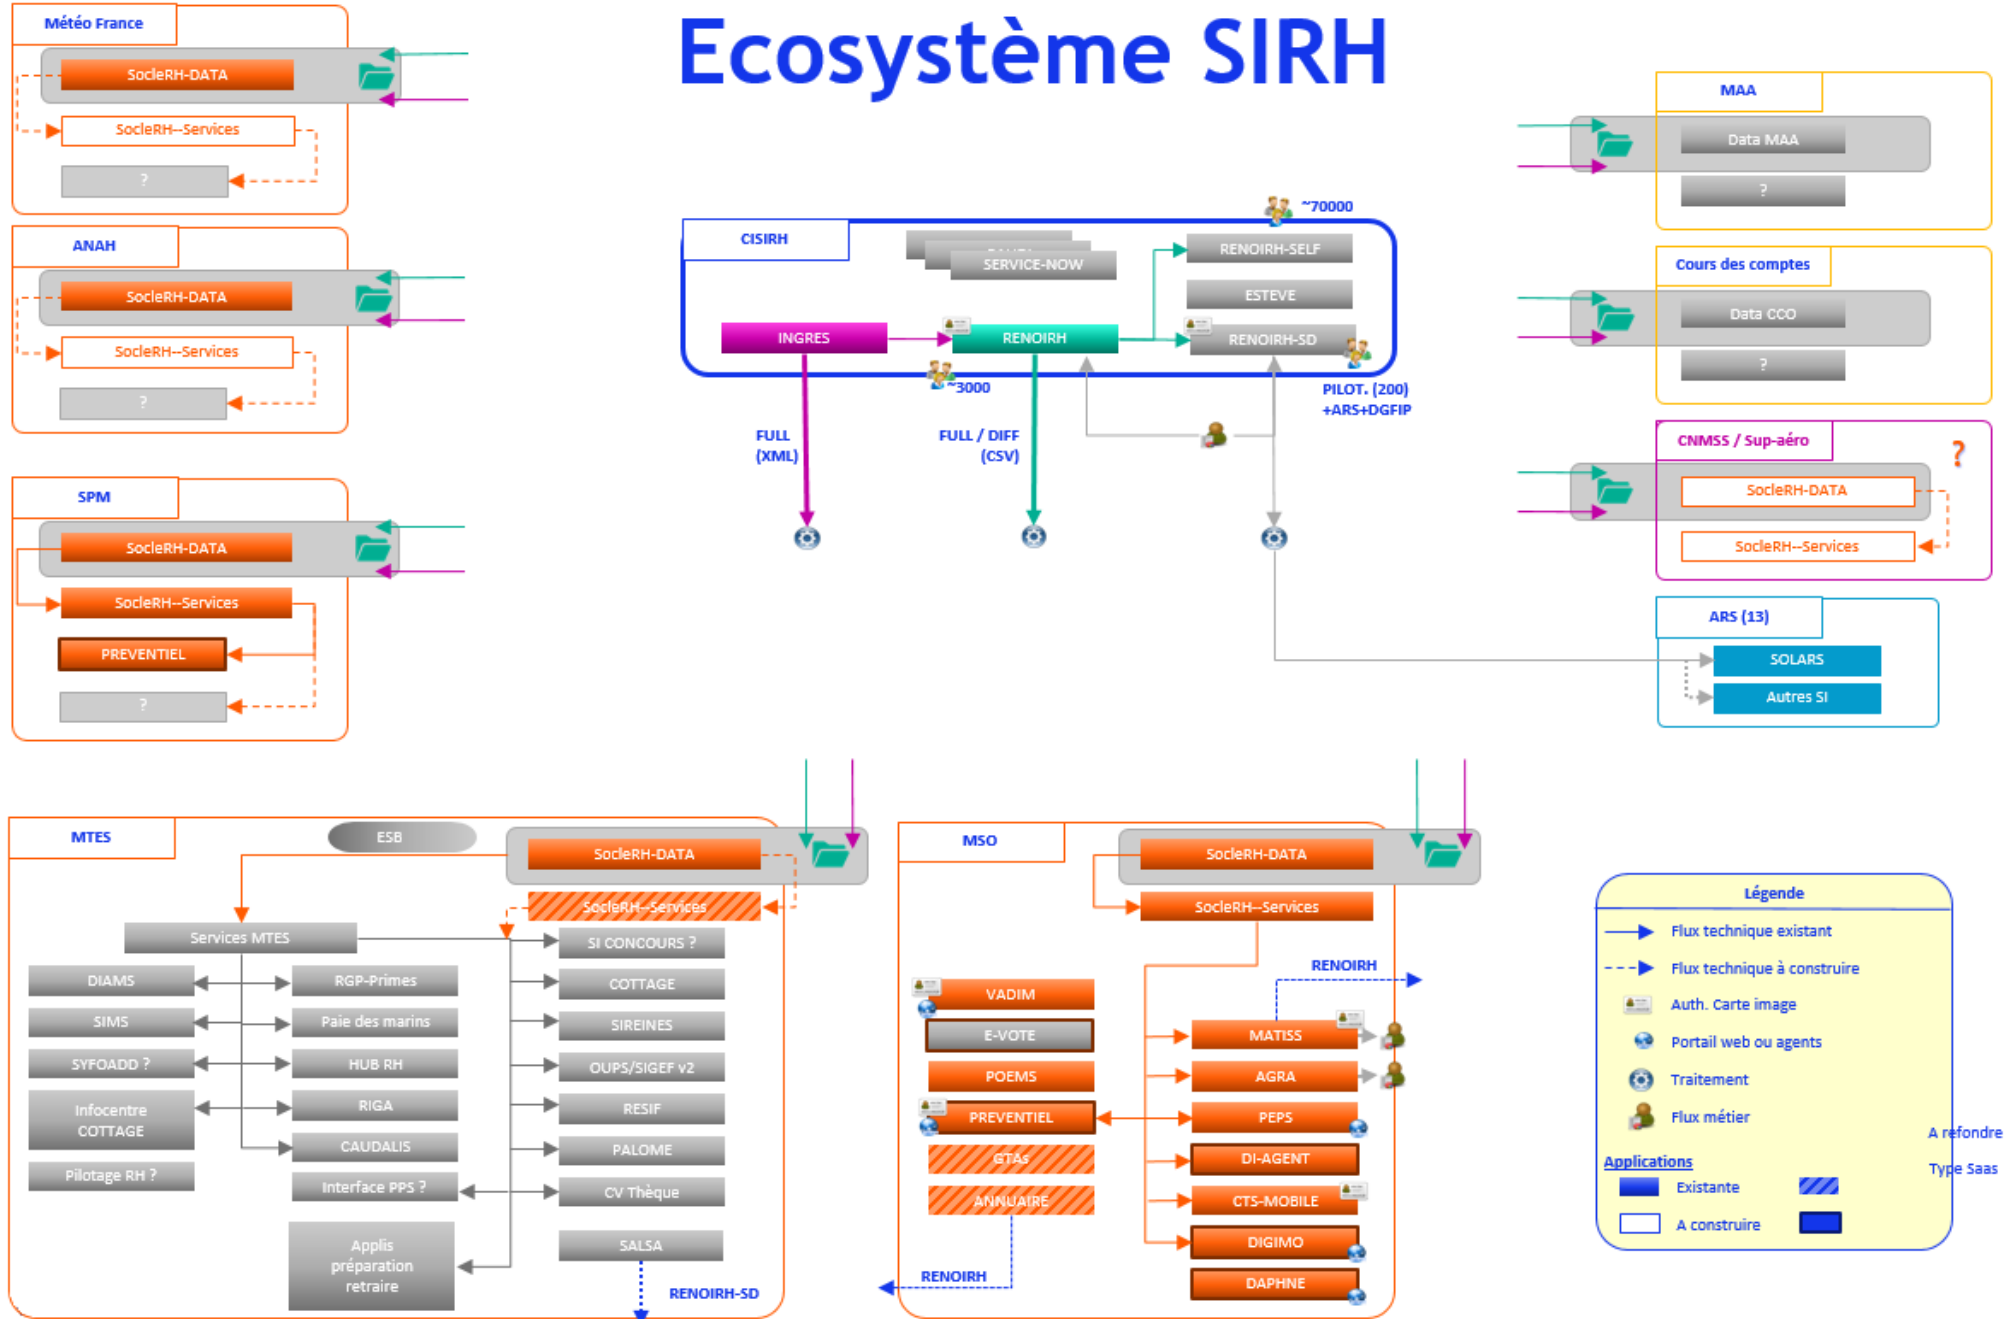 Ecosystème SIRH
Météo France
SocleRH-DATA
SocleRH--Services
?
ANAH
SocleRH-DATA
SocleRH--Services
?
SPM
SocleRH-DATA
SocleRH--Services
PREVENTIEL
?
CISIRH
SERVICE-NOW
~70000
RENOIRH-SELF
ESTEVE
INGRES
RENOIRH
RENOIRH-SD
~3000
PILOT. (200)
+ARS+DGFIP
FULL
(XML)
FULL / DIFF
(CSV)
MAA
Data MAA
?
Cours des comptes
Data CCO
?
CNMSS / Sup-aéro
?
SocleRH-DATA
SocleRH--Services
ARS (13)
SOLARS
Autres SI
MTES
ESB
SocleRH-DATA
SocleRH--Services
Services MTES
SI CONCOURS ?
DIAMS
RGP-Primes
COTTAGE
SIMS
Paie des marins
SIREINES
SYFOADD ?
HUB RH
OUPS/SIGEF v2
Infocentre
COTTAGE
RIGA
RESIF
CAUDALIS
PALOME
Pilotage RH ?
Interface PPS ?
CV Thèque
Applis
préparation
retraire
SALSA
RENOIRH-SD
MSO
SocleRH-DATA
SocleRH--Services
RENOIRH
VADIM
E-VOTE
MATISS
POEMS
AGRA
PREVENTIEL
PEPS
GTAs
DI-AGENT
ANNUAIRE
CTS-MOBILE
DIGIMO
RENOIRH
DAPHNE
Légende
Flux technique existant
Flux technique à construire
Auth. Carte image
Portail web ou agents
Traitement
Flux métier
Applications
Existante
A refondre
A construire
Type Saas